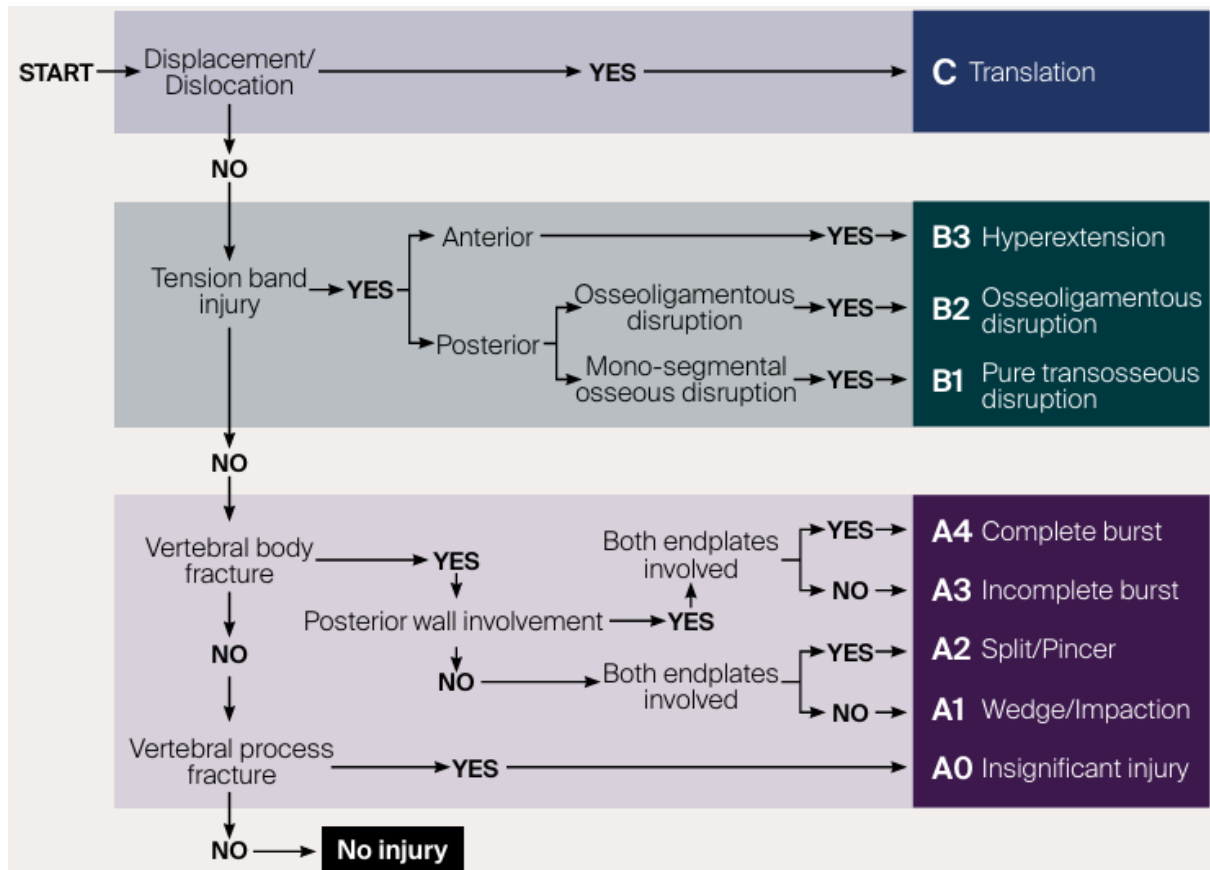 START
Displacement/
Dislocation
YES
C Translation
NO
Tension band
injury
YES
Anterior
YES
B3 Hyperextension
Posterior
Osseoligamentous
disruption
YES
B2 Osseoligamentous
disruption
Mono-segmental
osseous disruption
YES
B1 Pure transosseous
disruption
NO
Vertebral body
fracture
YES
Posterior wall involvement
YES
Both endplates
involved
YES
A4 Complete burst
NO
A3 Incomplete burst
NO
Both endplates
involved
YES
A2 Split/Pincer
NO
A1 Wedge/Impaction
NO
Vertebral process
fracture
YES
A0 Insignificant injury
NO
No injury